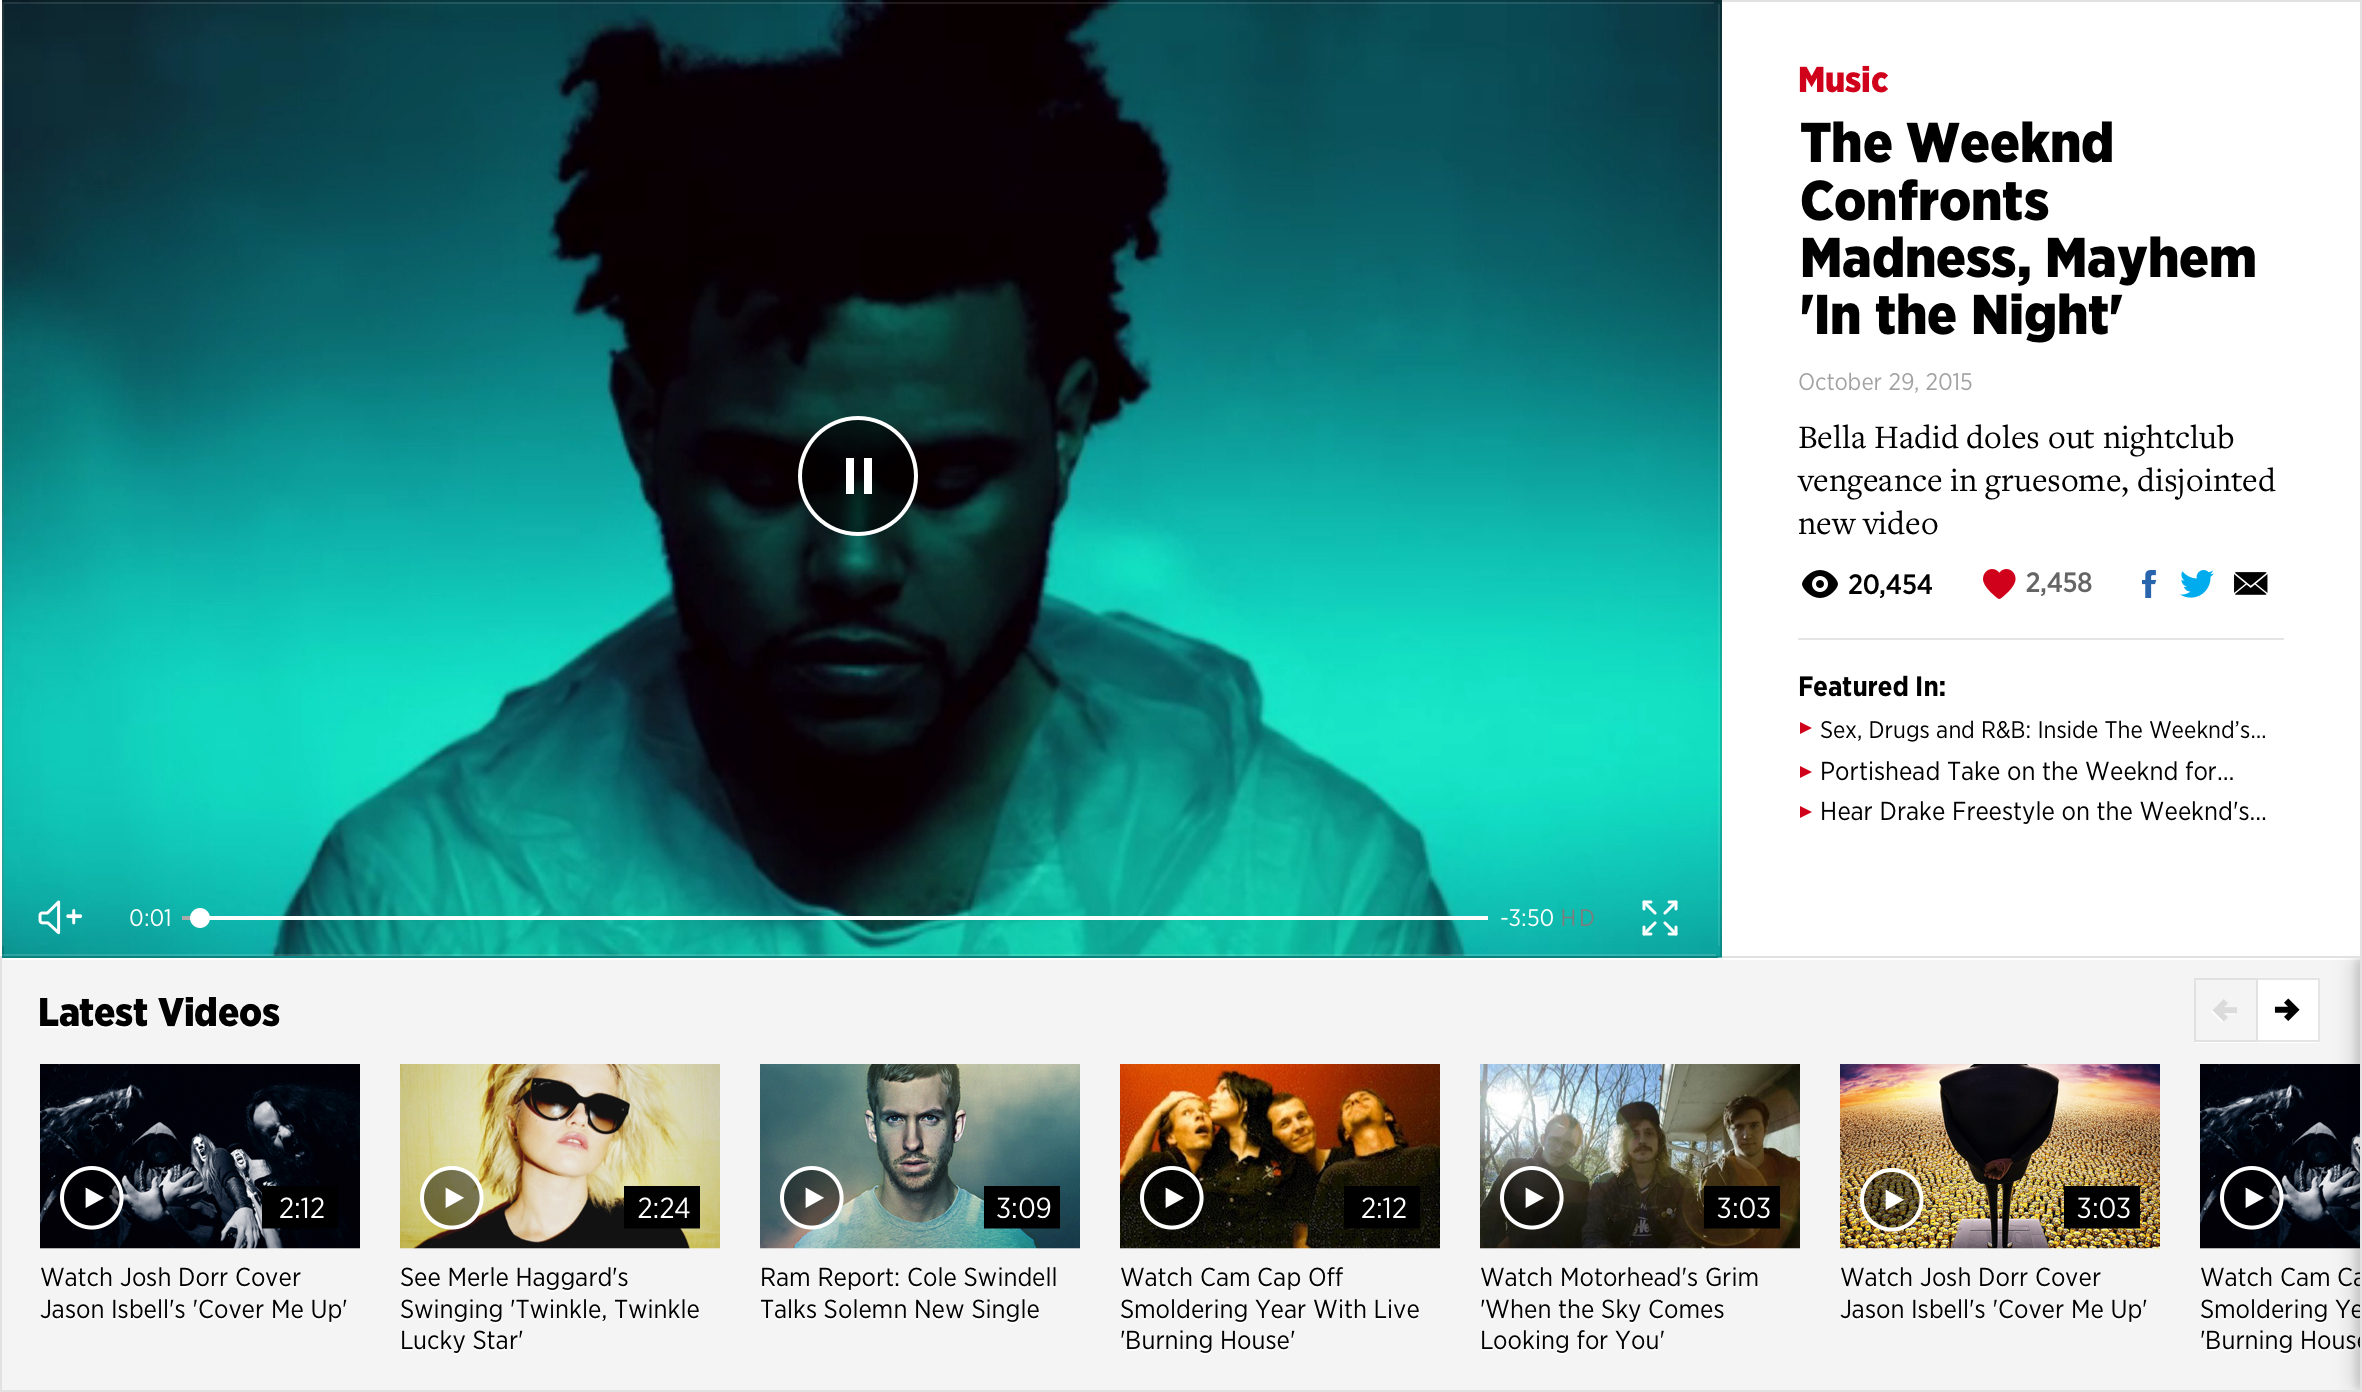 Music
The Weeknd
Confronts
Madness, Mayhem
'In the Night'
October 29, 2015
Bella Hadid doles out nightclub
vengeance in gruesome, disjointed
new video
20,454 2,458
Featured In:
Sex, Drugs and R&B: Inside The Weeknd’s...
Portishead Take on the Weeknd for...
Hear Drake Freestyle on the Weeknd's...
0:01 -3:50 HD
Latest Videos
2:12
Watch Josh Dorr Cover
Jason Isbell's 'Cover Me Up'
2:24
See Merle Haggard's
Swinging 'Twinkle, Twinkle
Lucky Star'
3:09
Ram Report: Cole Swindell
Talks Solemn New Single
2:12
Watch Cam Cap Off
Smoldering Year With Live
'Burning House'
3:03
Watch Motorhead's Grim
'When the Sky Comes
Looking for You'
3:03
Watch Josh Dorr Cover
Jason Isbell's 'Cover Me Up'
Watch Cam Ca
Smoldering Ye
'Burning House